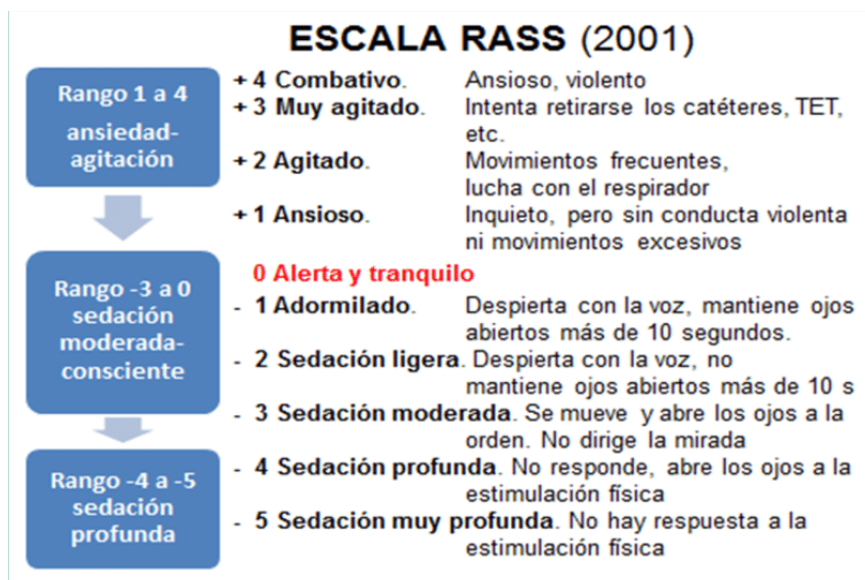 ESCALA RASS (2001)
Rango 1 a 4
ansiedad-
agitación
+ 4 Combativo. Ansioso, violento
+ 3 Muy agitado. Intenta retirarse los catéteres, TET,
etc.
+ 2 Agitado. Movimientos frecuentes,
lucha con el respirador
+ 1 Ansioso. Inquieto, pero sin conducta violenta
ni movimientos excesivos
Rango -3 a 0
sedación
moderada-
consciente
0 Alerta y tranquilo
- 1 Adormilado. Despierta con la voz, mantiene ojos
abiertos más de 10 segundos.
- 2 Sedación ligera. Despierta con la voz, no
mantiene ojos abiertos más de 10 s
- 3 Sedación moderada. Se mueve y abre los ojos a la
orden. No dirige la mirada
Rango -4 a -5
sedación
profunda
- 4 Sedación profunda. No responde, abre los ojos a la
estimulación física
- 5 Sedación muy profunda. No hay respuesta a la
estimulación física